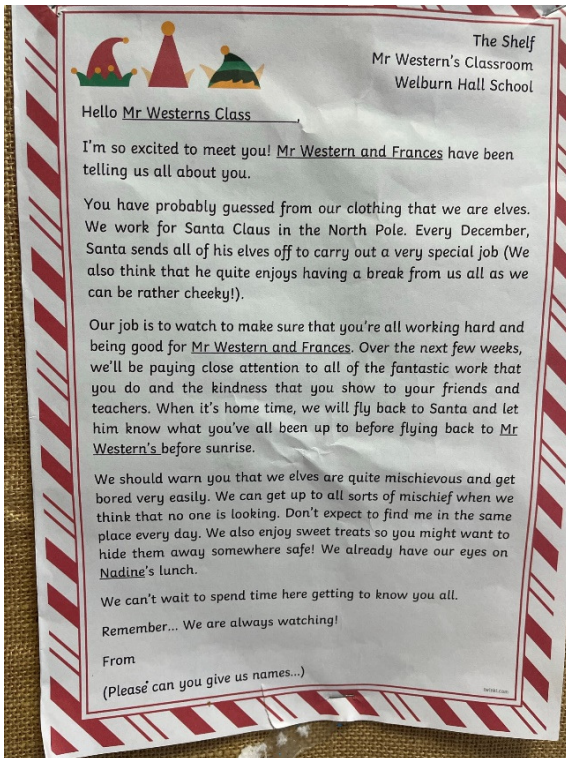 The Shelf
Mr Western's Classroom
Welburn Hall School
Hello Mr Westerns Class,
I'm so excited to meet you! Mr Western and Frances have been
telling us all about you.
You have probably guessed from our clothing that we are elves.
We work for Santa Claus in the North Pole. Every December,
Santa sends all of his elves off to carry out a very special job (We
also think that he quite enjoys having a break from us all as we
can be rather cheeky!).
Our job is to watch to make sure that you're all working hard and
being good for Mr Western and Frances. Over the next few weeks,
we'll be paying close attention to all of the fantastic work that
you do and the kindness that you show to your friends and
teachers. When it's home time, we will fly back to Santa and let
him know what you've all been up to before flying back to Mr
Western's before sunrise.
We should warn you that we elves are quite mischievous and get
bored very easily. We can get up to all sorts of mischief when we
think that no one is looking. Don't expect to find me in the same
place every day. We also enjoy sweet treats so you might want to
hide them away somewhere safe! We already have our eyes on
Nadine's lunch.
We can't wait to spend time here getting to know you all.
Remember... We are always watching!
From
(Please can you give us names...)